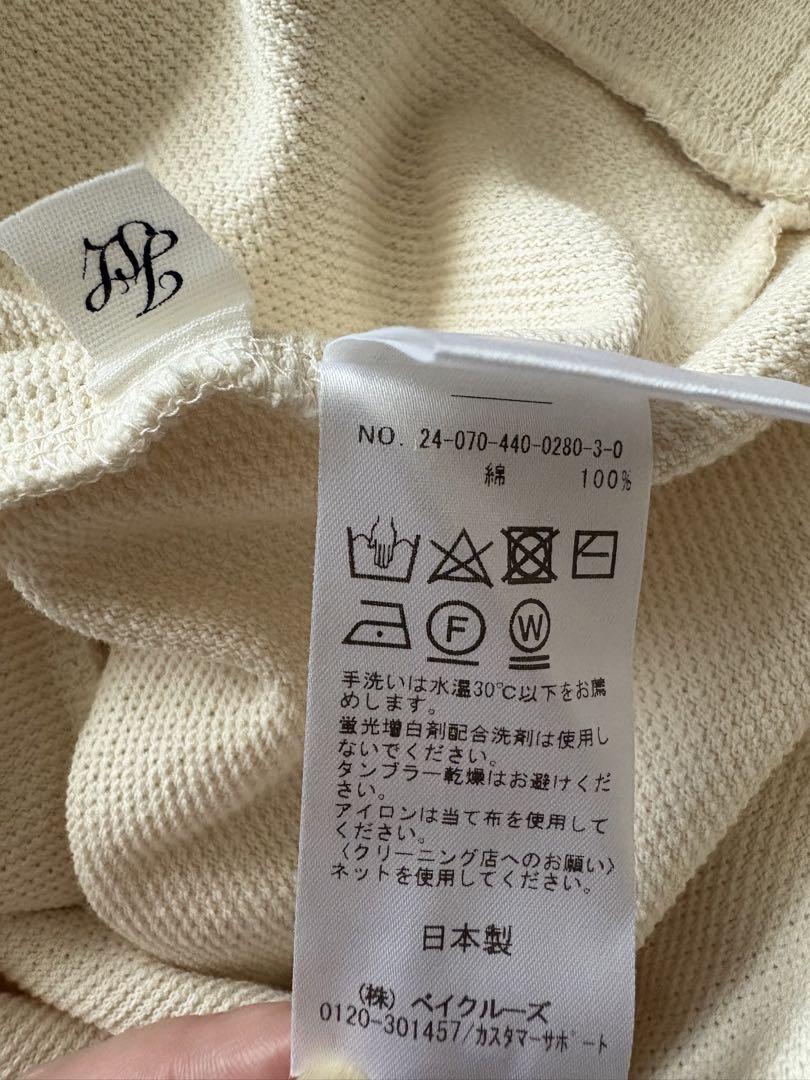 NO. 24-070-440-0280-3-0
綿 100%
F W
手洗いは水温30℃以下をお薦
めします。
蛍光増白剤配合洗剤は使用し
ないでください。
タンブラー乾燥はお避けくだ
さい。
アイロンは当て布を使用して
ください。
〈クリーニング店へのお願い〉
ネットを使用してください。
日本製
(株) ベイクルーズ
0120-301457/カスタマーサポート